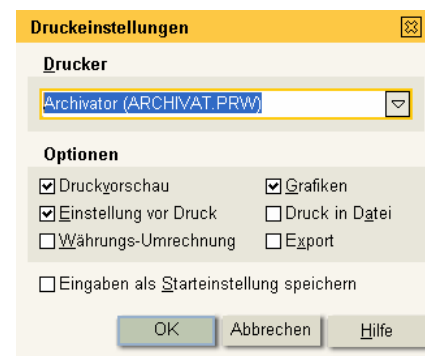 Druckeinstellungen
Drucker
Archivator (ARCHIVAT.PRW)
Optionen
Druckvorschau
Grafiken
Einstellung vor Druck
Druck in Datei
Währungs-Umrechnung
Export
Eingaben als Starteinstellung speichern
OK Abbrechen Hilfe